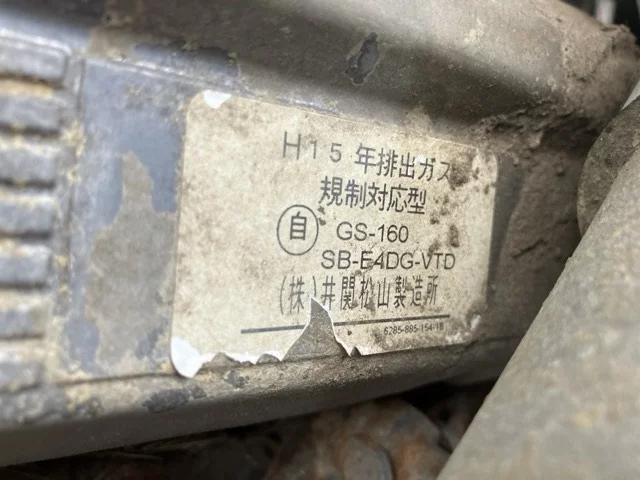 H15年排出ガス
規制対応型
自 GS-160
SB-E4DG-VTD
(株)井関松山製造所
6285-885-154-10